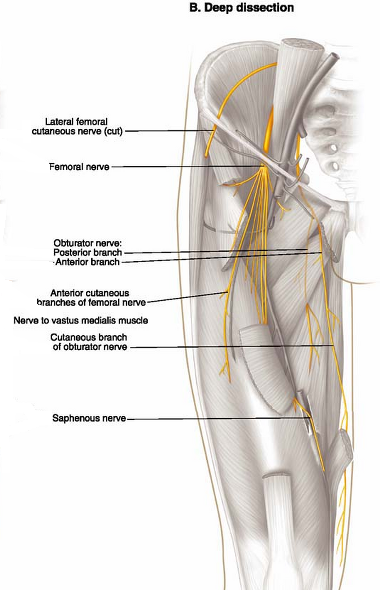 B. Deep dissection
Lateral femoral
cutaneous nerve (cut)
Femoral nerve
Obturator nerve:
Posterior branch
Anterior branch
Anterior cutaneous
branches of femoral nerve
Nerve to vastus medialis muscle
Cutaneous branch
of obturator nerve
Saphenous nerve